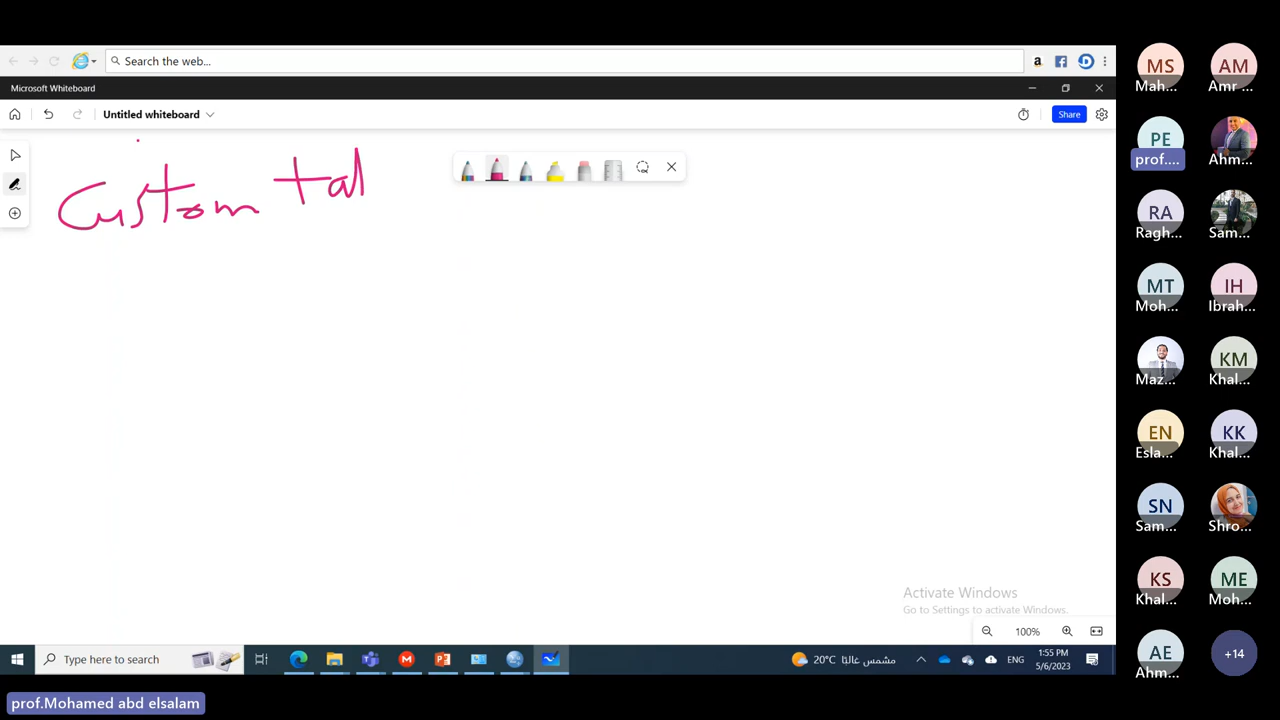 Search the web...
a
Microsoft Whiteboard
Untitled whiteboard
Share
Custom tal
Activate Windows
Go to Settings to activate Windows.
100%
Type here to search
20°C مشمس غالبًا
ENG
1:55 PM
5/6/2023
MS
Mah...
AM
Amr ...
PE
prof....
Ahm...
RA
Ragh...
Sam...
MT
Moh...
IH
Ibrah...
Maz...
KM
Khal...
EN
Esla...
KK
Khal...
SN
Sam...
Shro...
KS
Khal...
ME
Moh...
AE
Ahm...
+14
prof.Mohamed abd elsalam